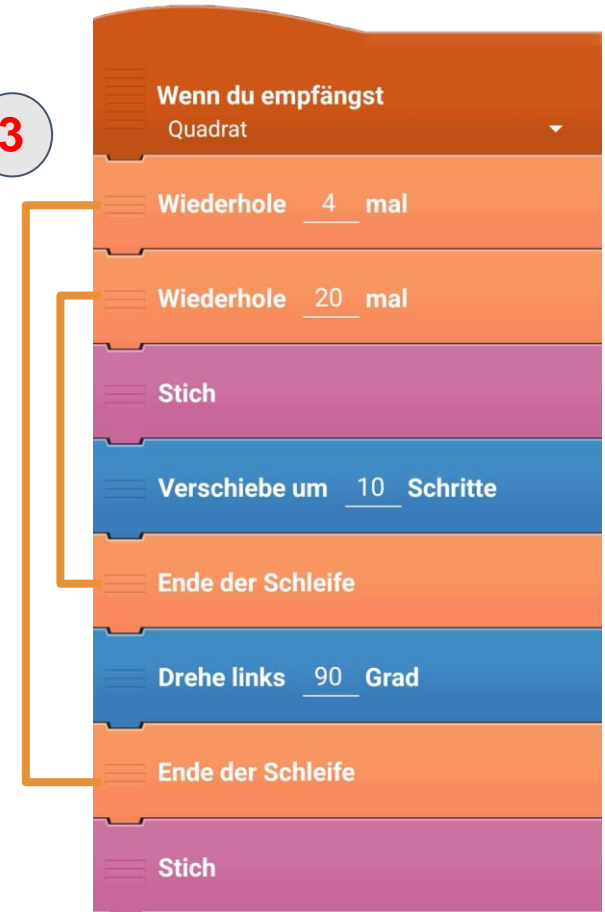 3
Wenn du empfängst
Quadrat
Wiederhole 4 mal
Wiederhole 20 mal
Stich
Verschiebe um 10 Schritte
Ende der Schleife
Drehe links 90 Grad
Ende der Schleife
Stich